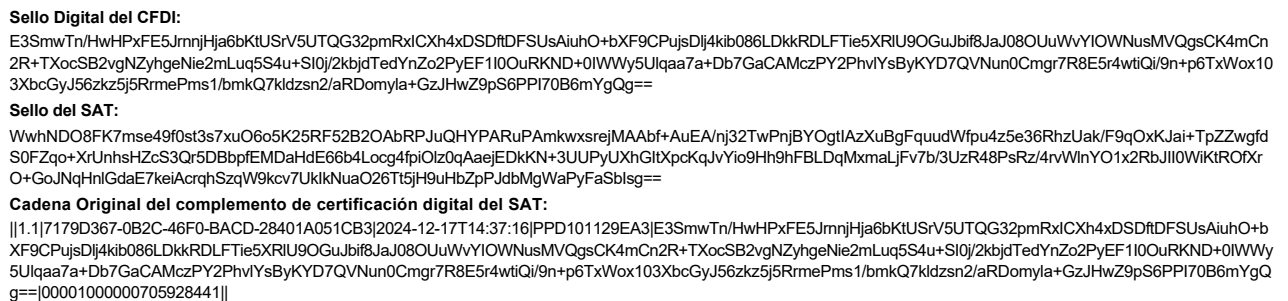 Sello Digital del CFDI:
E3SmwTn/HwHPxFE5JrnnjHja6bKtUSrV5UTQG32pmRxICXh4xDSDftDFSUsAiuhO+bXF9CPujsDlj4kib086LDkkRDLFTie5XRlU9OGuJbif8JaJ08OUuWvYIOWNusMVQgsCK4mCn
2R+TXocSB2vgNZyhgeNie2mLuq5S4u+SI0j/2kbjdTedYnZo2PyEF1I0OuRKND+0IWWy5Ulqaa7a+Db7GaCAMczPY2PhvlYsByKYD7QVNun0Cmgr7R8E5r4wtiQi/9n+p6TxWox10
3XbcGyJ56zkz5j5RrmePms1/bmkQ7kldzsn2/aRDomyla+GzJHwZ9pS6PPI70B6mYgQg==
Sello del SAT:
WwhNDO8FK7mse49f0st3s7xuO6o5K25RF52B2OAbRPJuQHYPARuPAmkwxsrejMAAbf+AuEA/nj32TwPnjBYOgtIAzXuBgFquudWfpu4z5e36RhzUak/F9qOxKJai+TpZZwgfd
S0FZqo+XrUnhsHZcS3Qr5DBbpfEMDaHdE66b4Locg4fpiOlz0qAaejEDkKN+3UUPyUXhGItXpcKqJvYio9Hh9hFBLDqMxmaLjFv7b/3UzR48PsRz/4rvWlnYO1x2RbJII0WiKtROfXr
O+GoJNqHnlGdaE7keiAcrqhSzqW9kcv7UklkNuaO26Tt5jH9uHbZpPJdbMgWaPyFaSblsg==
Cadena Original del complemento de certificación digital del SAT:
||1.1|7179D367-0B2C-46F0-BACD-28401A051CB3|2024-12-17T14:37:16|PPD101129EA3|E3SmwTn/HwHPxFE5JrnnjHja6bKtUSrV5UTQG32pmRxICXh4xDSDftDFSUsAiuhO+b
XF9CPujsDlj4kib086LDkkRDLFTie5XRlU9OGuJbif8JaJ08OUuWvYIOWNusMVQgsCK4mCn2R+TXocSB2vgNZyhgeNie2mLuq5S4u+SI0j/2kbjdTedYnZo2PyEF1I0OuRKND+0IWWy
5Ulqaa7a+Db7GaCAMczPY2PhvlYsByKYD7QVNun0Cmgr7R8E5r4wtiQi/9n+p6TxWox103XbcGyJ56zkz5j5RrmePms1/bmkQ7kldzsn2/aRDomyla+GzJHwZ9pS6PPI70B6mYgQ
g==|00001000000705928441||